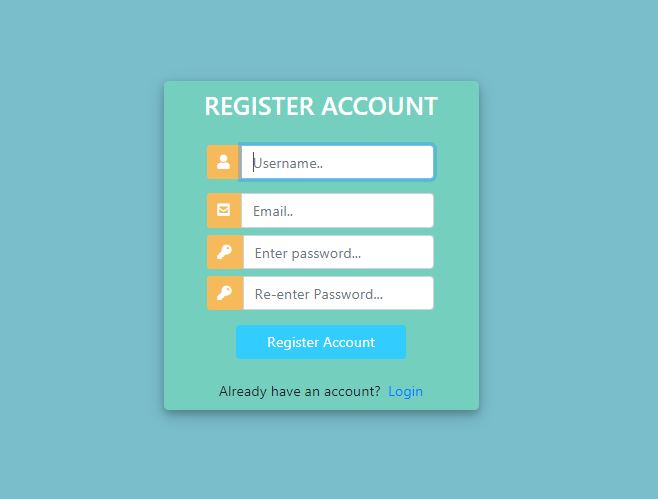 REGISTER ACCOUNT
Username..
Email..
Enter password...
Re-enter Password...
Register Account
Already have an account? Login